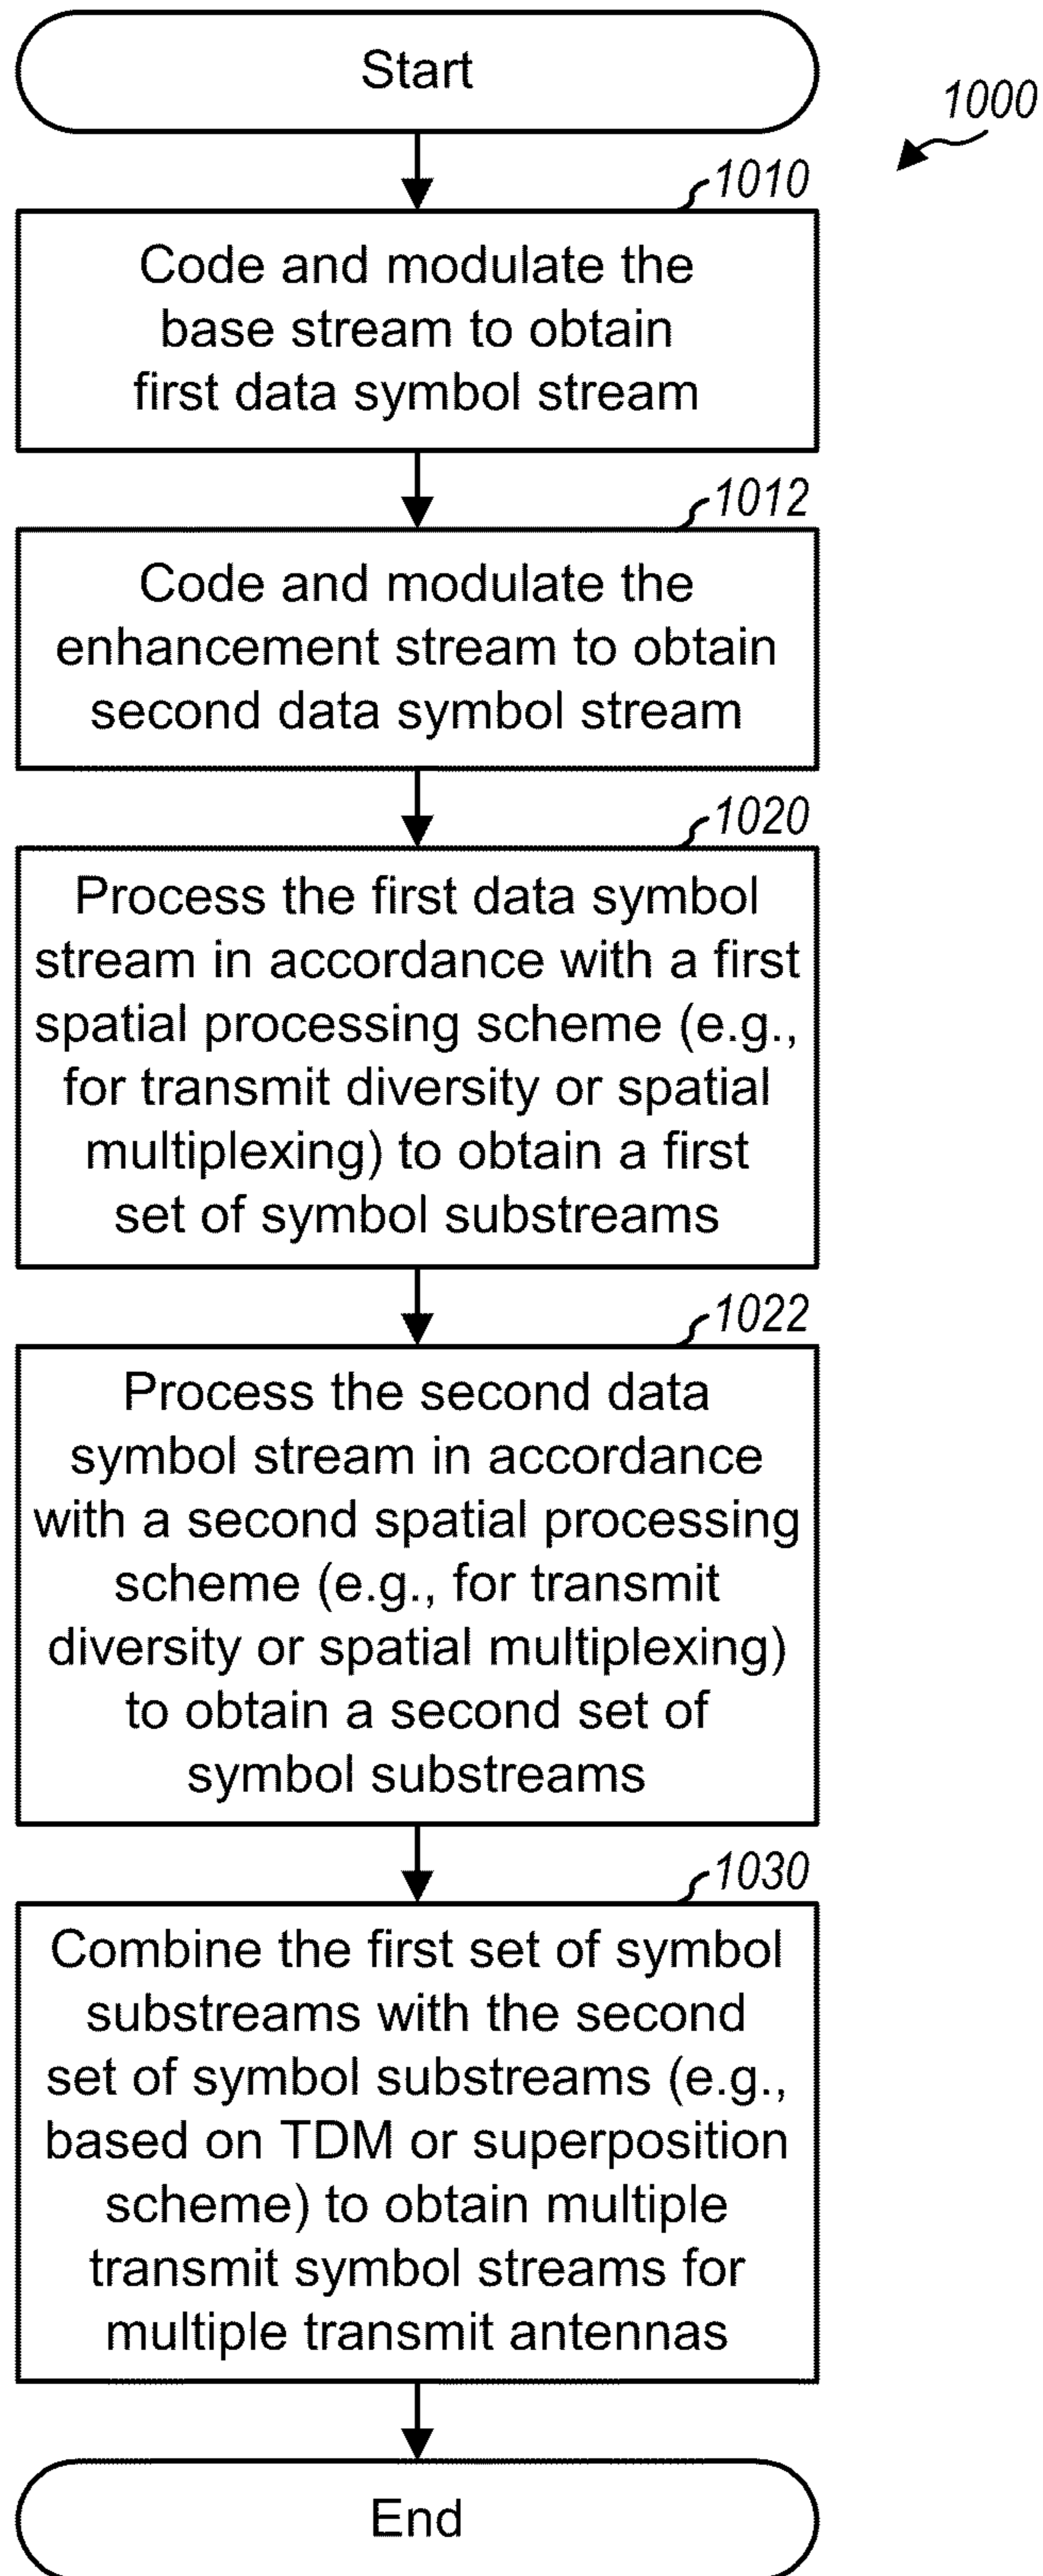 Start
1000
1010
Code and modulate the
base stream to obtain
first data symbol stream
1012
Code and modulate the
enhancement stream to obtain
second data symbol stream
1020
Process the first data symbol
stream in accordance with a first
spatial processing scheme (e.g.,
for transmit diversity or spatial
multiplexing) to obtain a first
set of symbol substreams
1022
Process the second data
symbol stream in accordance
with a second spatial processing
scheme (e.g., for transmit
diversity or spatial multiplexing)
to obtain a second set of
symbol substreams
1030
Combine the first set of symbol
substreams with the second
set of symbol substreams (e.g.,
based on TDM or superposition
scheme) to obtain multiple
transmit symbol streams for
multiple transmit antennas
End